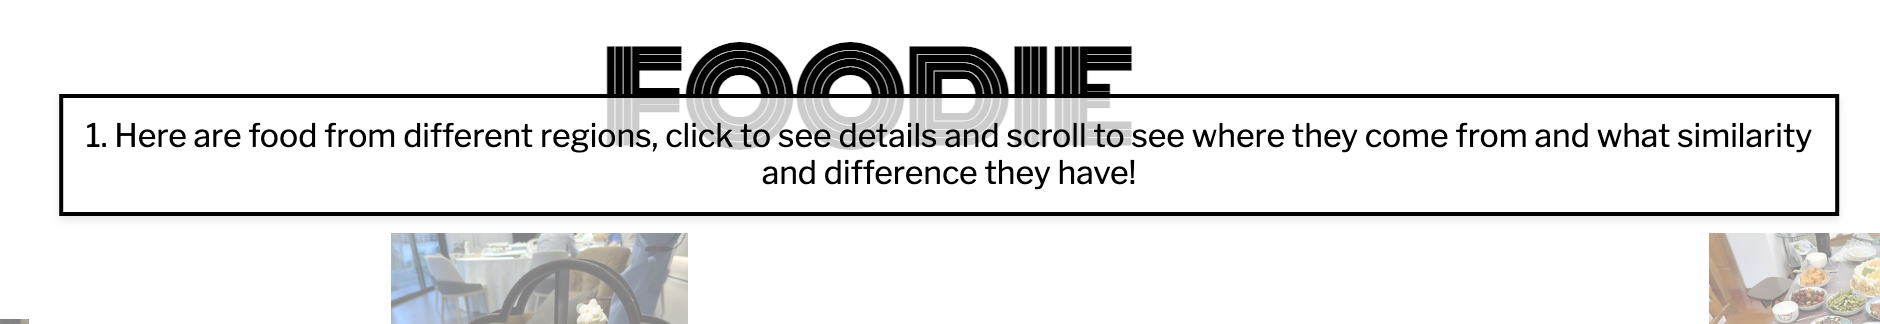 FOODIE
1. Here are food from different regions, click to see details and scroll to see where they come from and what similarity
and difference they have!